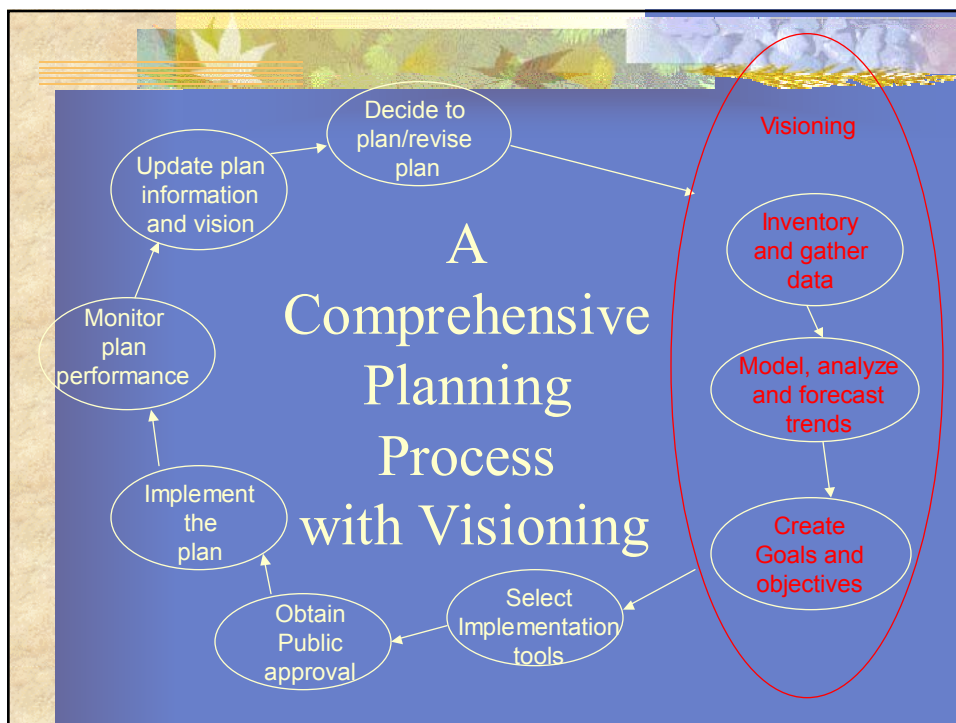 A
Comprehensive
Planning
Process
with Visioning
Decide to
plan/revise
plan
Visioning
Inventory
and gather
data
Model, analyze
and forecast
trends
Create
Goals and
objectives
Select
Implementation
tools
Obtain
Public
approval
Implement
the
plan
Monitor
plan
performance
Update plan
information
and vision